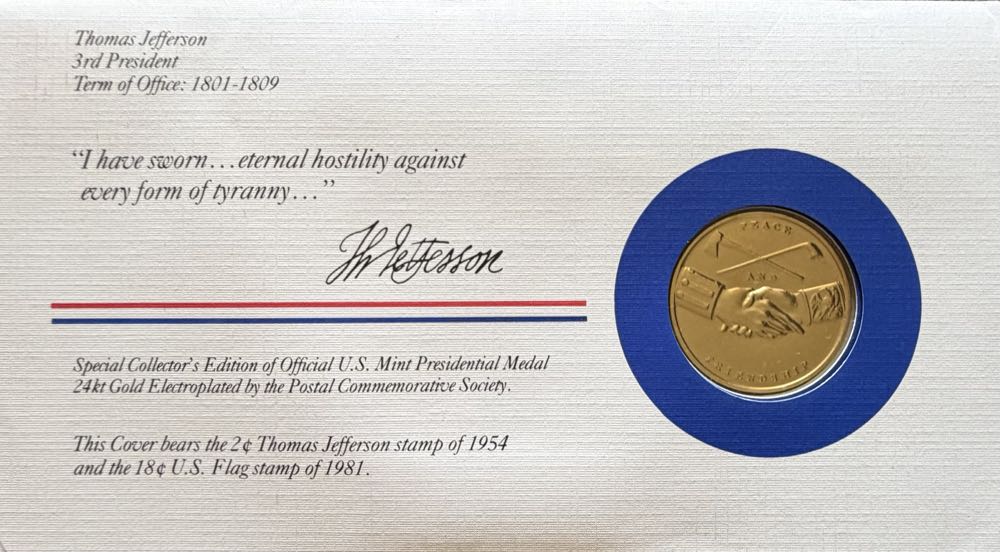 Thomas Jefferson
3rd President
Term of Office: 1801-1809
“I have sworn...eternal hostility against
every form of tyranny...”
Th Jefferson
Special Collector's Edition of Official U.S. Mint Presidential Medal
24kt Gold Electroplated by the Postal Commemorative Society.
This Cover bears the 2¢ Thomas Jefferson stamp of 1954
and the 18¢ U.S. Flag stamp of 1981.
PEACE
AND
FRIENDSHIP